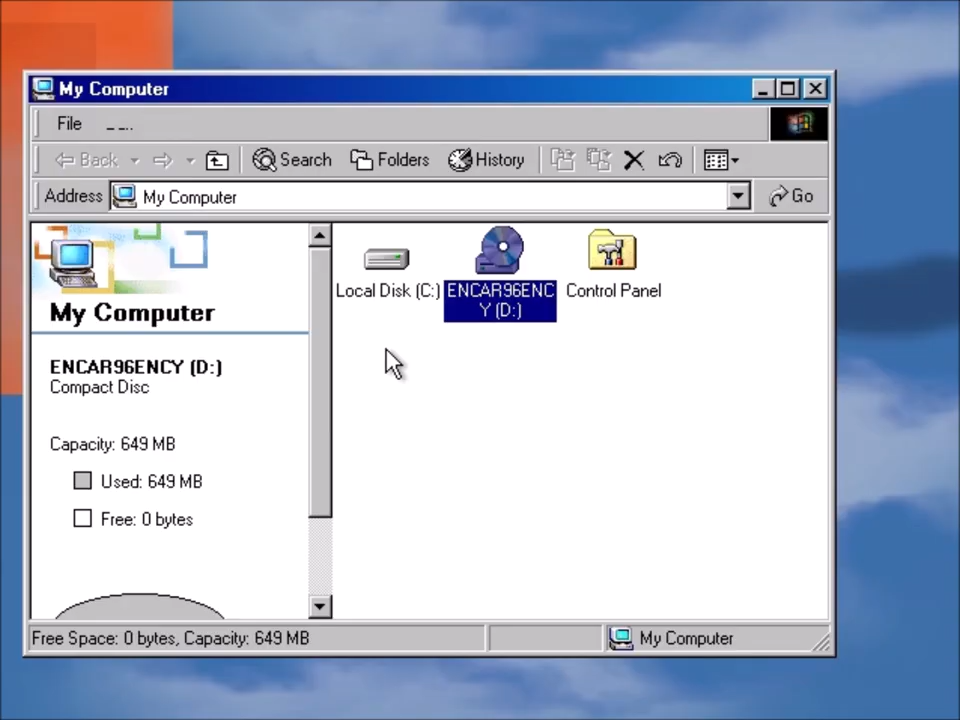 My Computer
File
Back
Search
Folders
History
Address
My Computer
Go
My Computer
ENCAR96ENCY (D:)
Compact Disc
Capacity: 649 MB
Used: 649 MB
Free: 0 bytes
Local Disk (C:)
ENCAR96ENC
Y (D:)
Control Panel
Free Space: 0 bytes, Capacity: 649 MB
My Computer